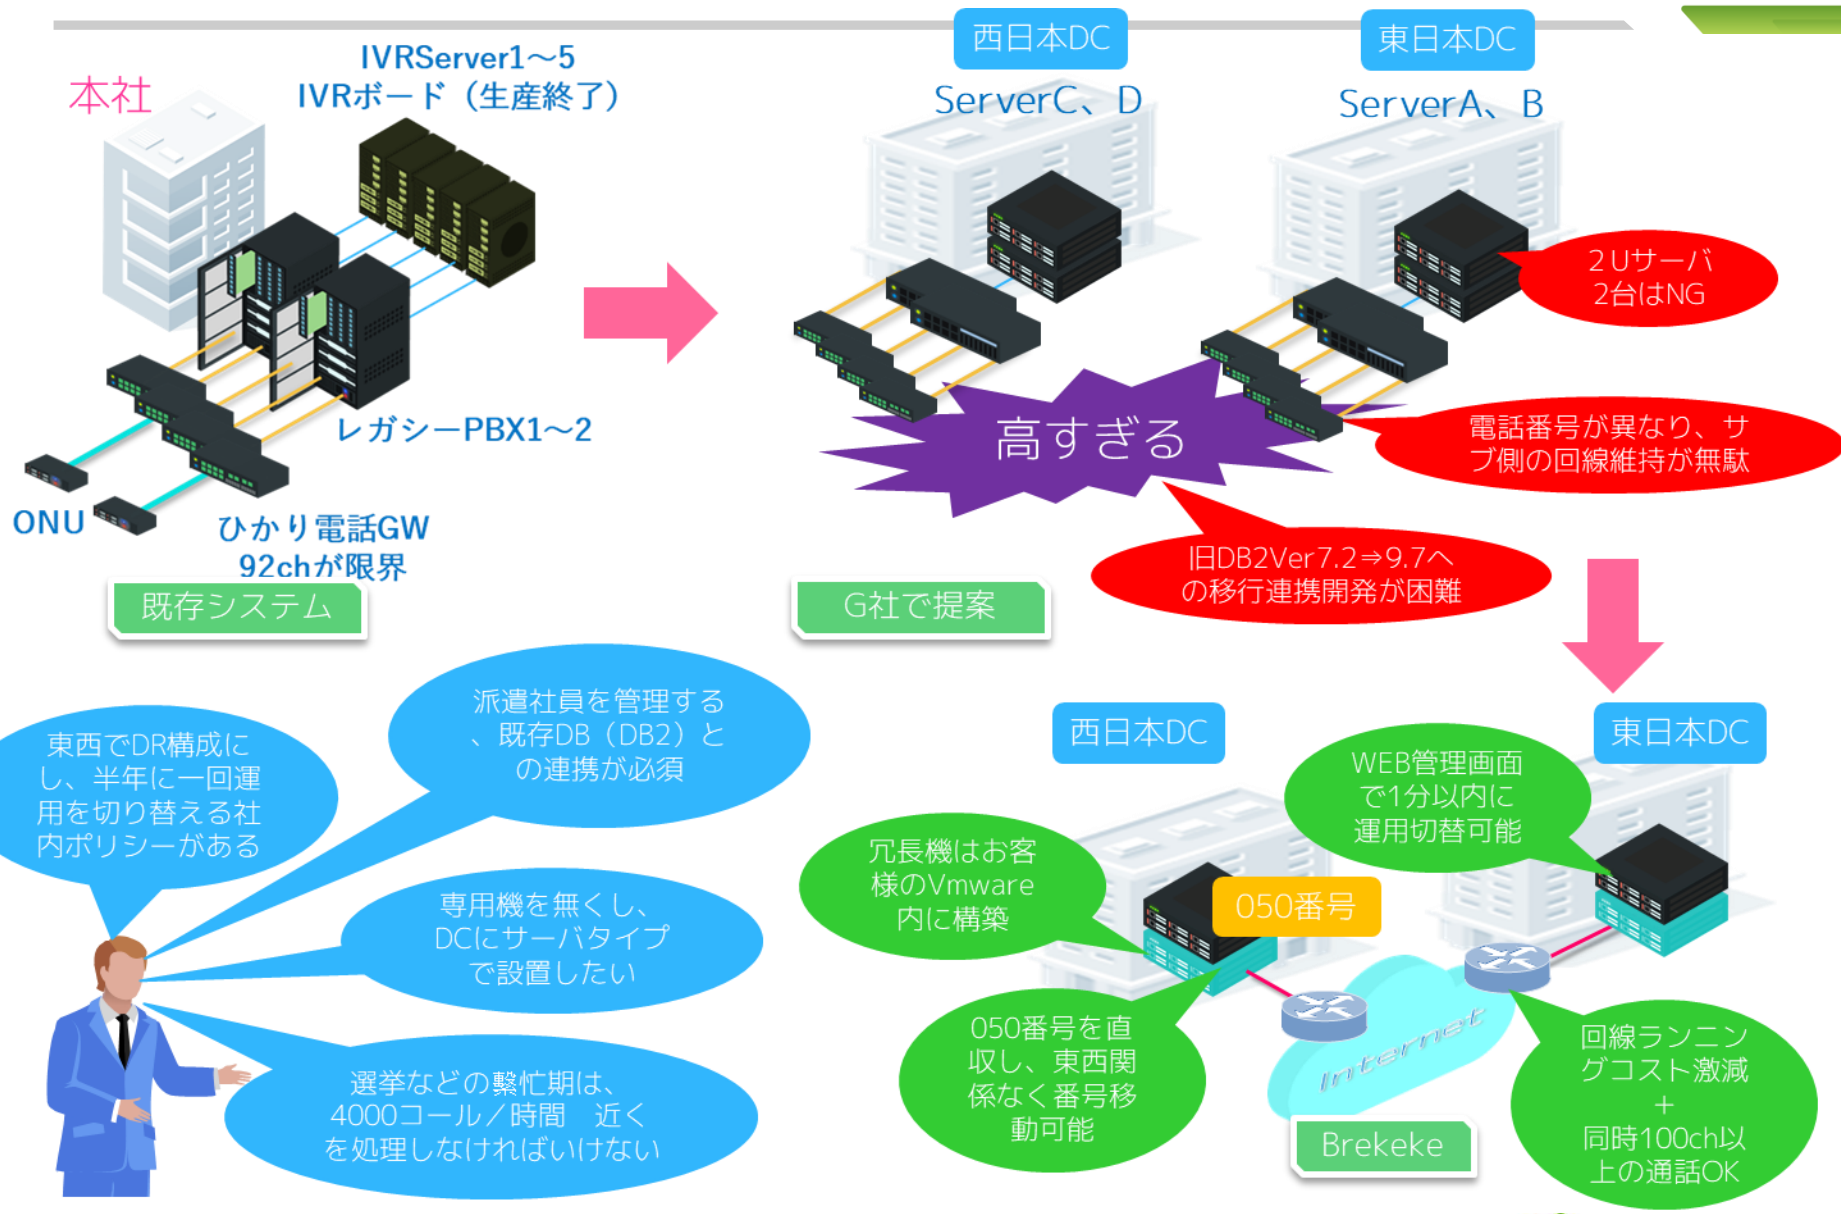 本社
IVRServer1～5
IVRボード（生産終了）
レガシーPBX1～2
ONU
ひかり電話GW
92chが限界
既存システム
西日本DC
ServerC、D
東日本DC
ServerA、B
２Uサーバ
2台はNG
高すぎる
電話番号が異なり、サ
ブ側の回線維持が無駄
旧DB2Ver7.2⇒9.7へ
の移行連携開発が困難
G社で提案
東西でDR構成に
し、半年に一回運
用を切り替える社
内ポリシーがある
派遣社員を管理する
、既存DB（DB2）と
の連携が必須
専用機を無くし、
DCにサーバタイプ
で設置したい
選挙などの繁忙期は、
4000コール／時間　近く
を処理しなければいけない
西日本DC
東日本DC
WEB管理画面
で1分以内に
運用切替可能
冗長機はお客
様のVmware
内に構築
050番号
050番号を直
収し、東西関
係なく番号移
動可能
Internet
回線ランニン
グコスト激減
＋
同時100ch以
上の通話OK
Brekeke